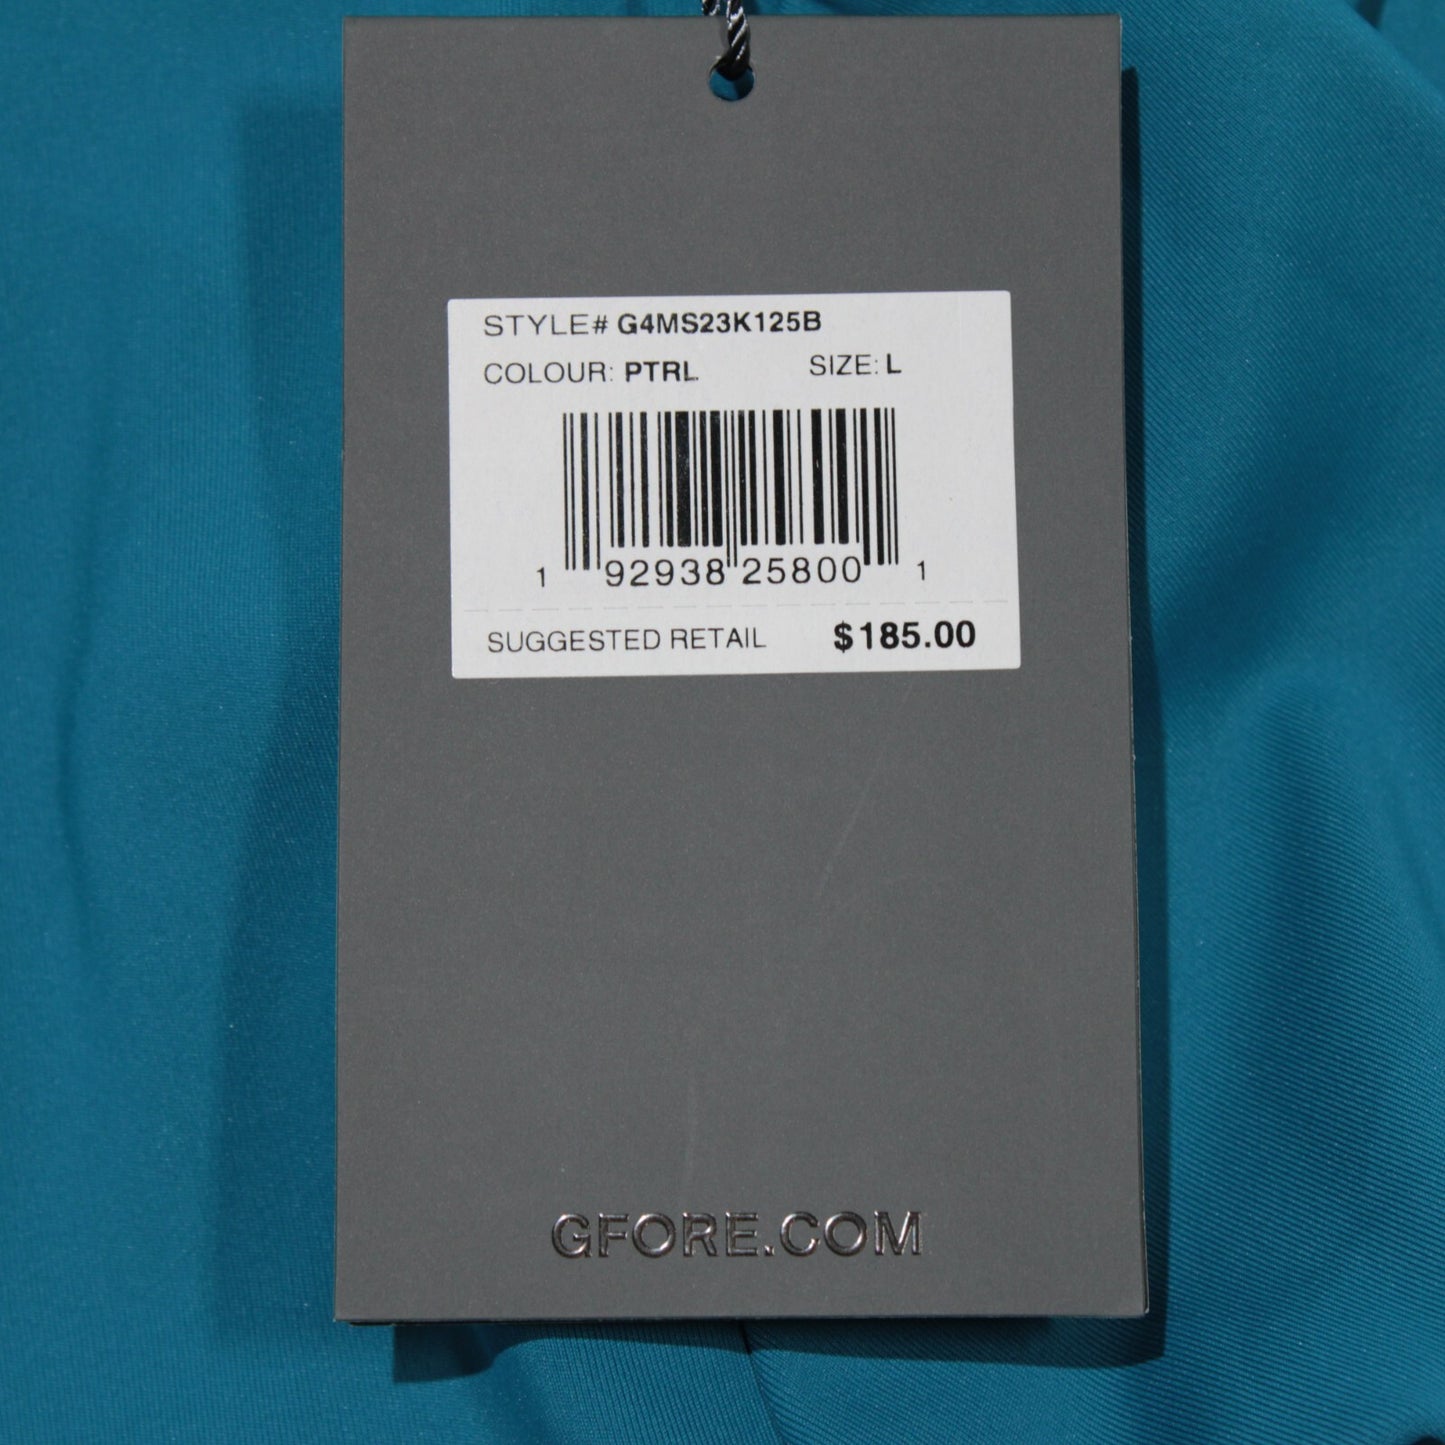 STYLE# G4MS23K125B
COLOUR: PTRL SIZE: L
1 92938 25800 1
SUGGESTED RETAIL $185.00
GFORE.COM